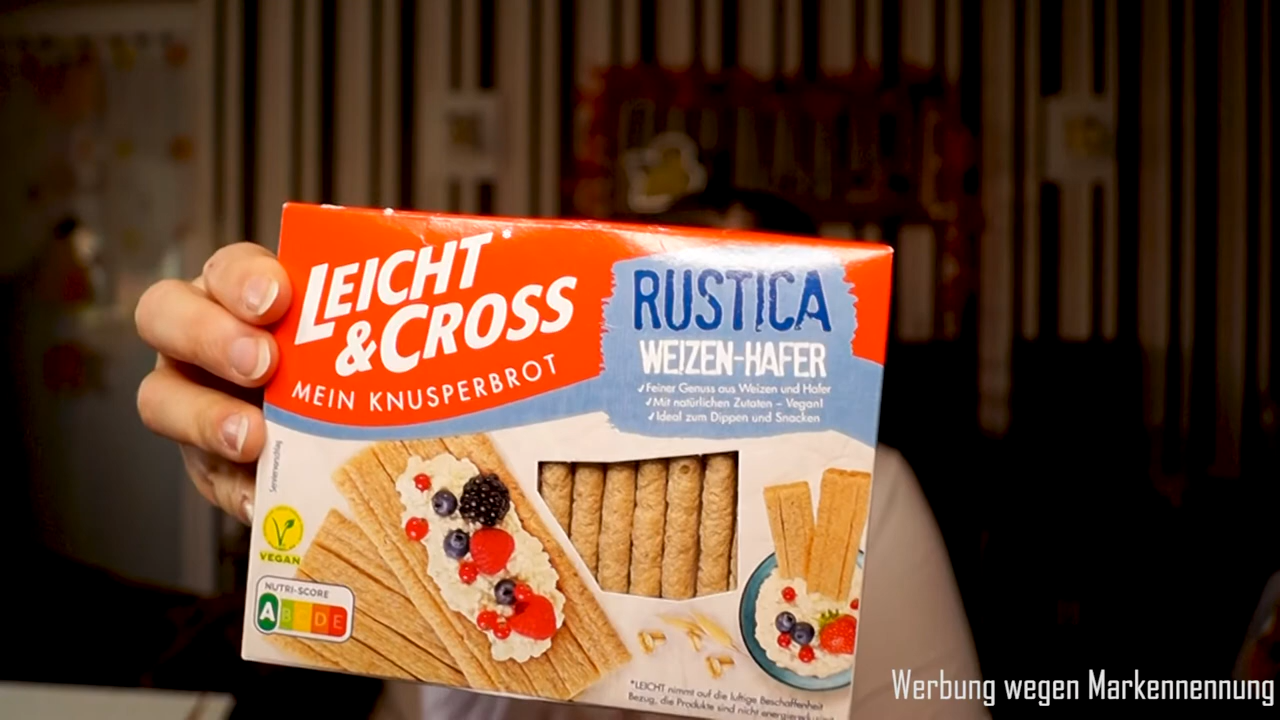 LEICHT
&CROSS*
MEIN KNUSPERBROT
RUSTICA
WEIZEN-HAFER
✓Feiner Genuss aus Weizen und Hafer
✓Mit natürlichen Zutaten – Vegan!
✓Ideal zum Dippen und Snacken
Serviervorschlag
VEGAN
NUTRI-SCORE
A B C D E
*LEICHT nimmt auf die luftige Beschaffenheit
Bezug, die Produkte sind nicht
Werbung wegen Markennennung